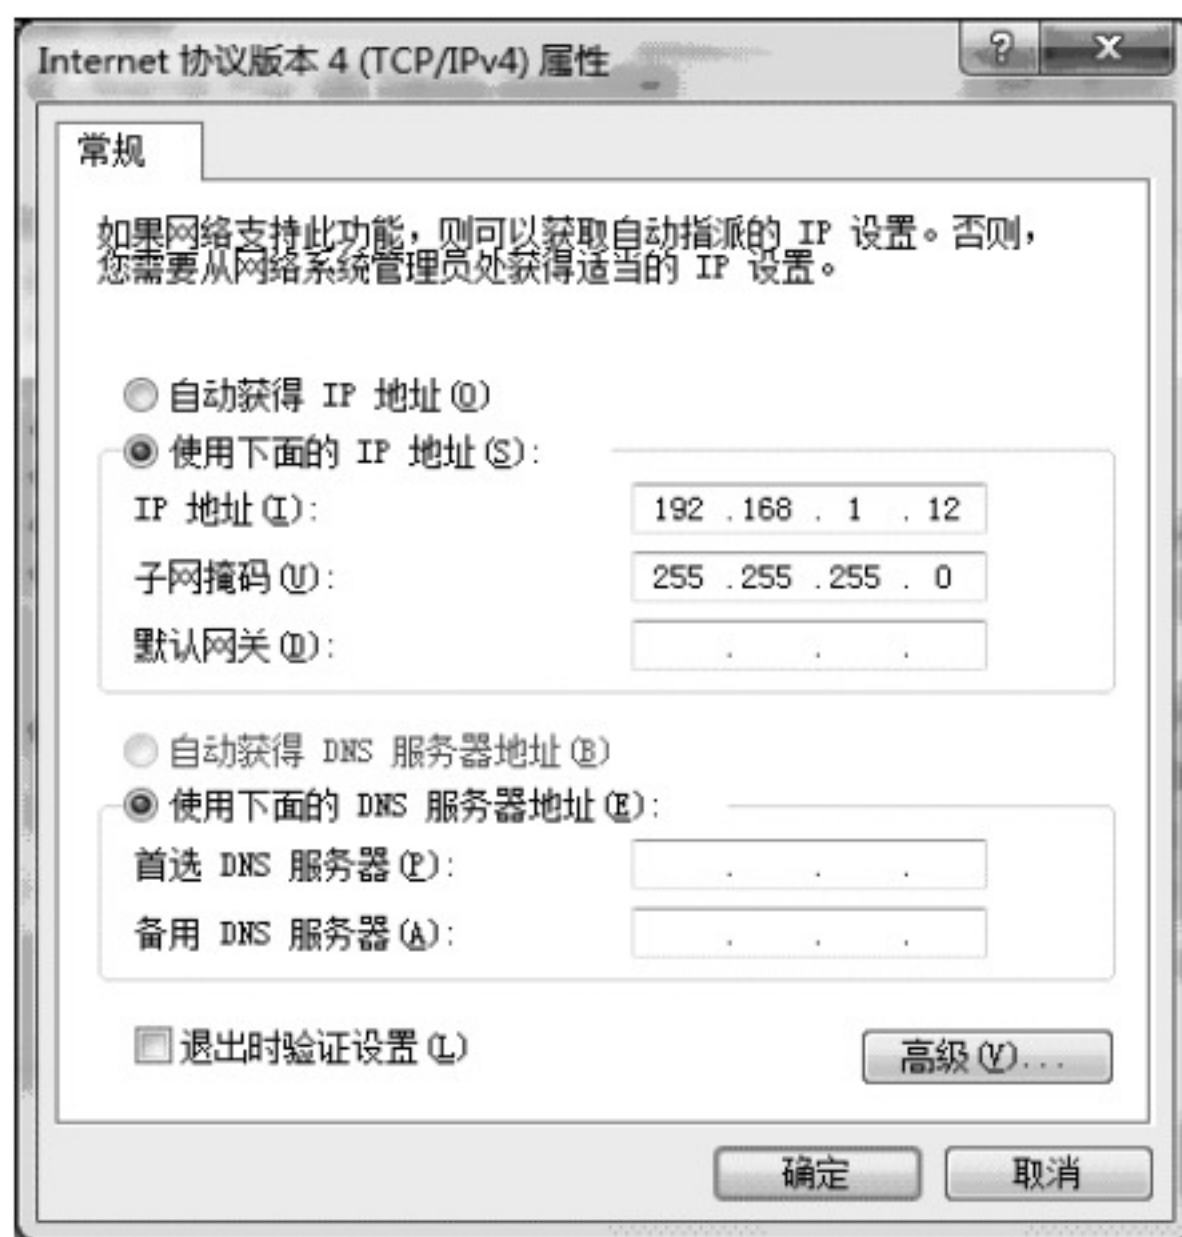 Internet 协议版本 4 (TCP/IPv4) 属性
常规
如果网络支持此功能，则可以获取自动指派的 IP 设置。否则，
您需要从网络系统管理员处获得适当的 IP 设置。
自动获得 IP 地址(O)
使用下面的 IP 地址(S):
IP 地址(I): 192 .168 . 1 . 12
子网掩码(U): 255 .255 .255 . 0
默认网关(D): . . .
自动获得 DNS 服务器地址(B)
使用下面的 DNS 服务器地址(E):
首选 DNS 服务器(P): . . .
备用 DNS 服务器(A): . . .
退出时验证设置(L)
高级(V)...
确定 取消